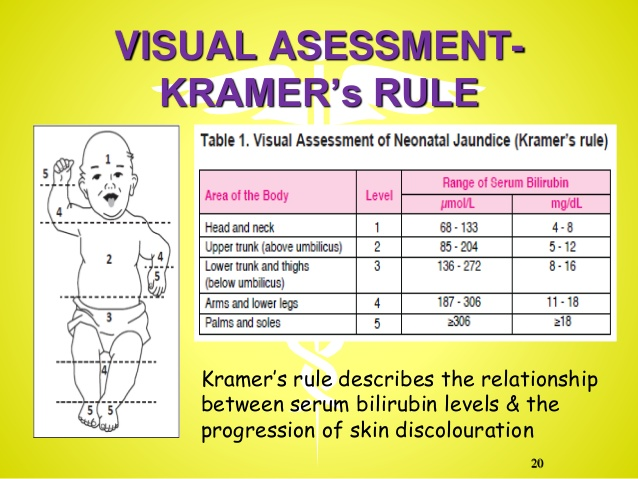 VISUAL ASESSMENT-
KRAMER's RULE
1
5
4
2
4
5
3
4
5 5
Table 1. Visual Assessment of Neonatal Jaundice (Kramer's rule)
Area of the Body Level Range of Serum Bilirubin
µmol/L mg/dL
Head and neck 1 68 - 133 4 - 8
Upper trunk (above umbilicus) 2 85 - 204 5 - 12
Lower trunk and thighs 3 136 - 272 8 - 16
(below umbilicus)
Arms and lower legs 4 187 - 306 11 - 18
Palms and soles 5 ≥306 ≥18
Kramer's rule describes the relationship
between serum bilirubin levels & the
progression of skin discolouration
20